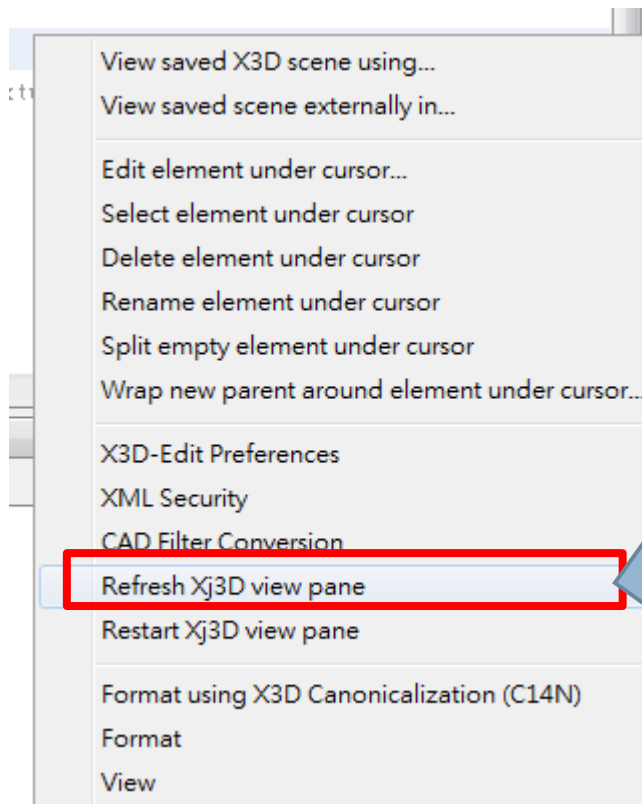 View saved X3D scene using...
View saved scene externally in...
Edit element under cursor...
Select element under cursor
Delete element under cursor
Rename element under cursor
Split empty element under cursor
Wrap new parent around element under cursor...
X3D-Edit Preferences
XML Security
CAD Filter Conversion
Refresh Xj3D view pane
Restart Xj3D view pane
Format using X3D Canonicalization (C14N)
Format
View